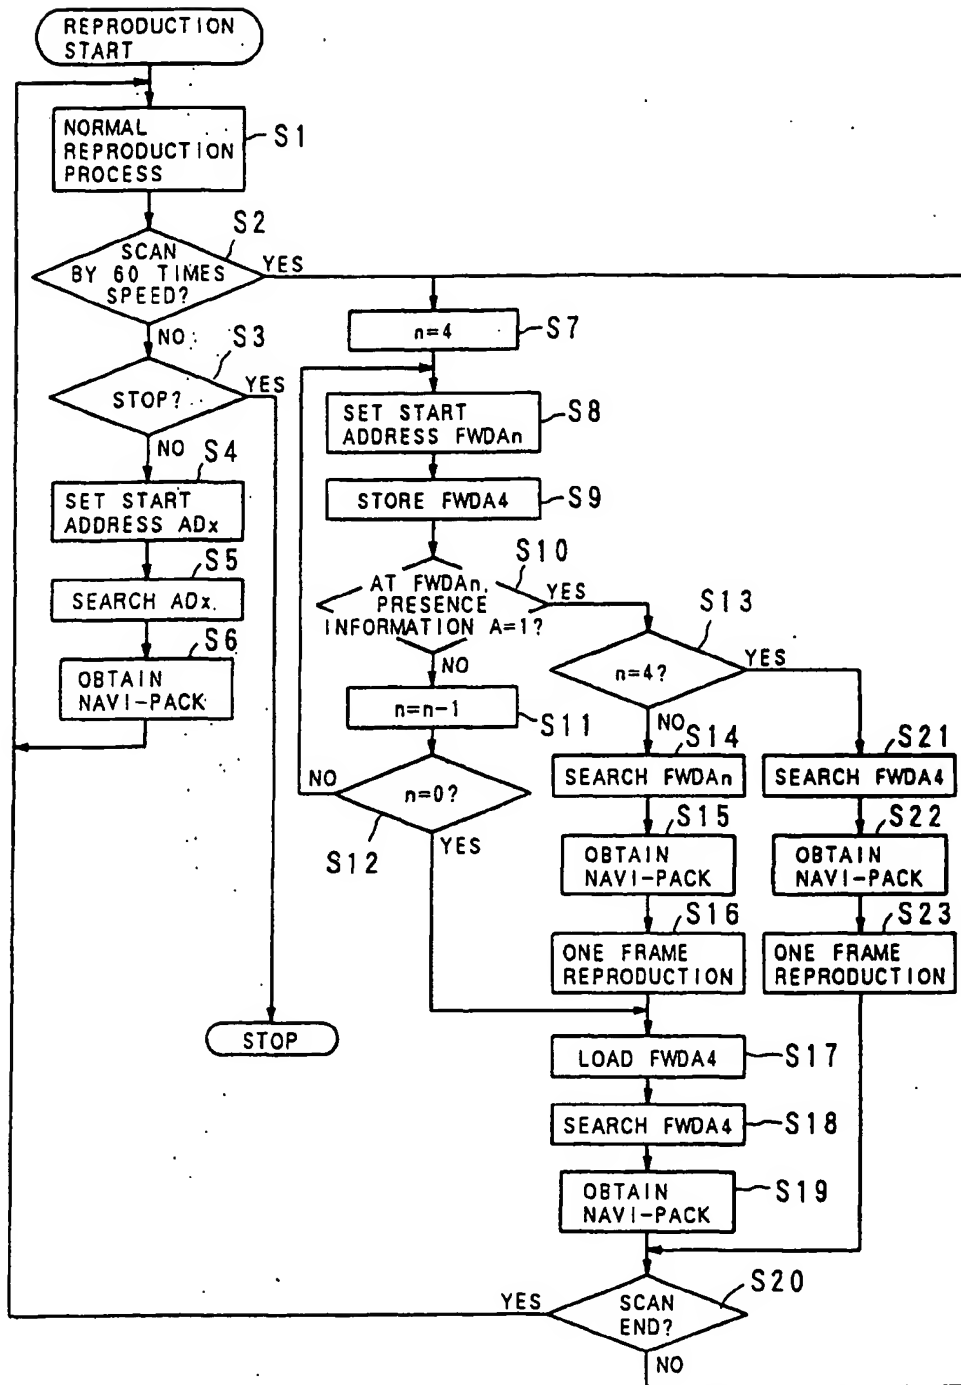 REPRODUCTION
START
NORMAL
REPRODUCTION
PROCESS
S1
S2
SCAN
BY 60 TIMES
SPEED?
YES
NO
S3
STOP?
YES
NO
S4
SET START
ADDRESS ADx
S5
SEARCH ADx
S6
OBTAIN
NAVI-PACK
n=4
S7
SET START
ADDRESS FWDAn
S8
STORE FWDA4
S9
S10
AT FWDAn,
PRESENCE
INFORMATION A=1?
YES
NO
n=n-1
S11
NO
n=0?
S12
YES
S13
n=4?
YES
NO
S14
SEARCH FWDAn
S15
OBTAIN
NAVI-PACK
S16
ONE FRAME
REPRODUCTION
S21
SEARCH FWDA4
S22
OBTAIN
NAVI-PACK
S23
ONE FRAME
REPRODUCTION
STOP
LOAD FWDA4
S17
SEARCH FWDA4
S18
OBTAIN
NAVI-PACK
S19
S20
YES
SCAN
END?
NO